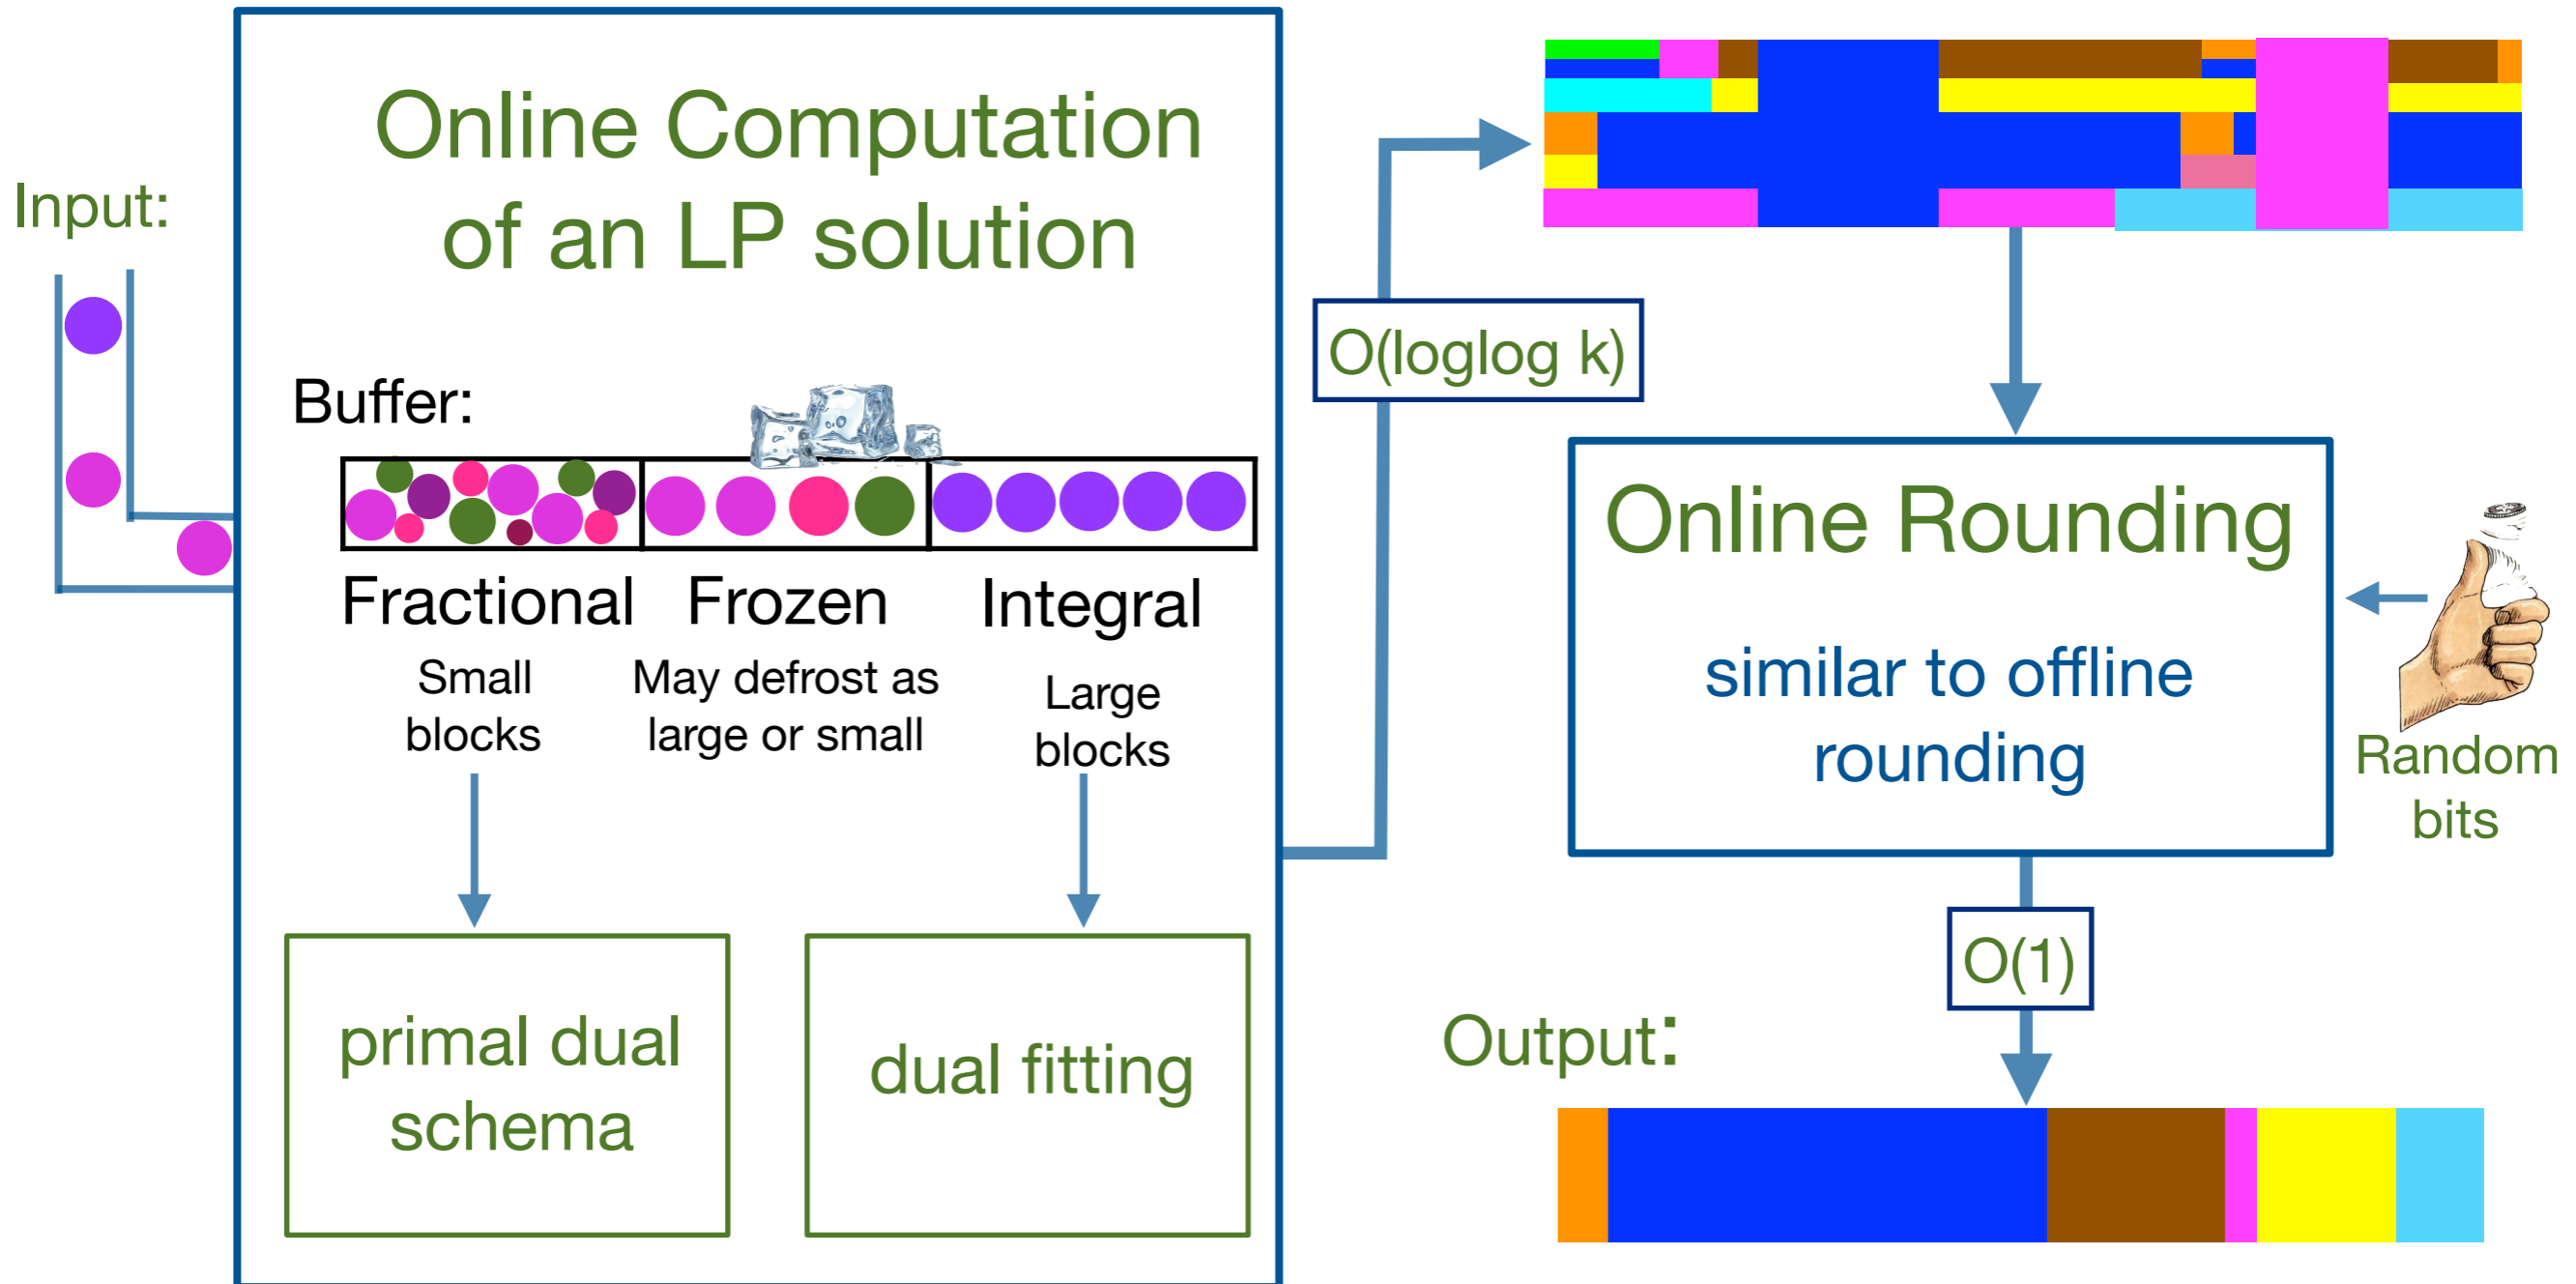 Input:
Online Computation
of an LP solution
Buffer:
Fractional
Small
blocks
Frozen
May defrost as
large or small
Integral
Large
blocks
primal dual
schema
dual fitting
O(loglog k)
Online Rounding
similar to offline
rounding
Random
bits
O(1)
Output: